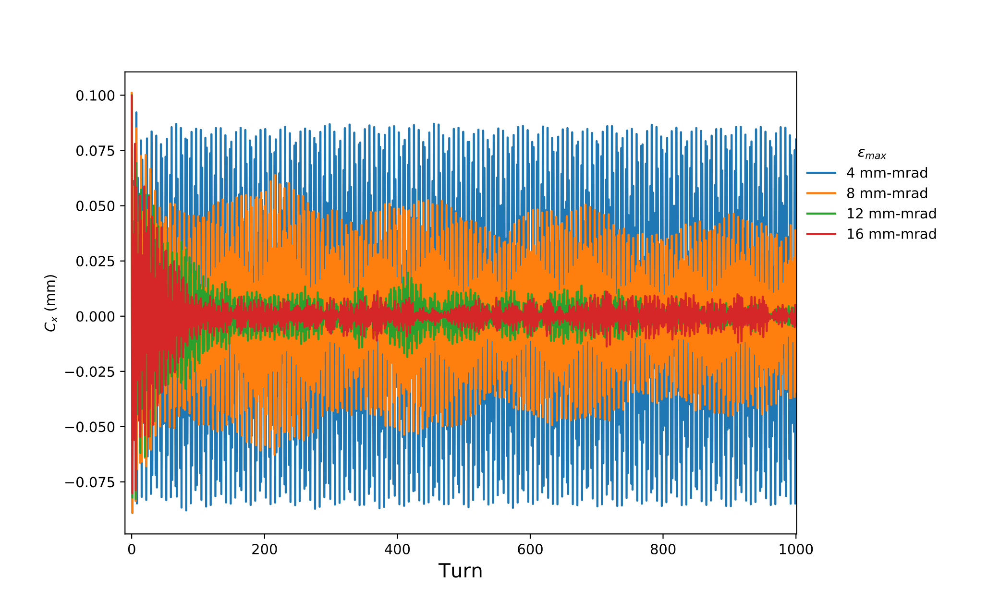 0.100
0.075
0.050
0.025
0.000
−0.025
−0.050
−0.075
C_x (mm)
0 200 400 600 800 1000
Turn
ε_max
4 mm-mrad
8 mm-mrad
12 mm-mrad
16 mm-mrad